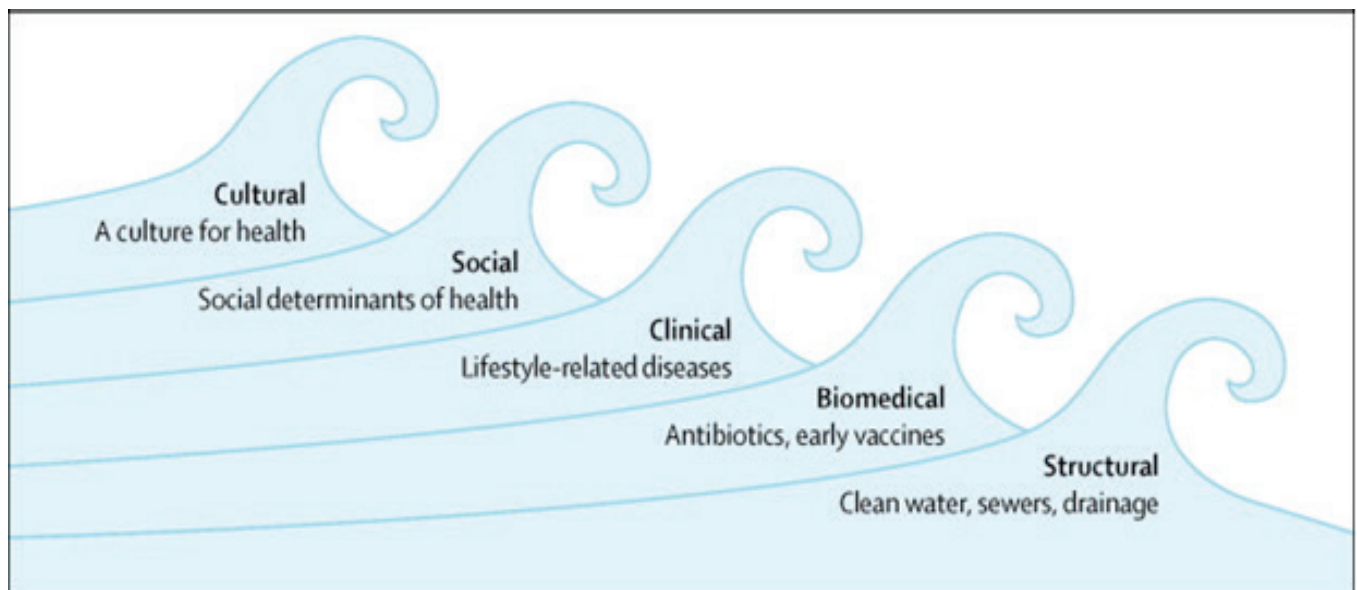 Cultural
A culture for health
Social
Social determinants of health
Clinical
Lifestyle-related diseases
Biomedical
Antibiotics, early vaccines
Structural
Clean water, sewers, drainage